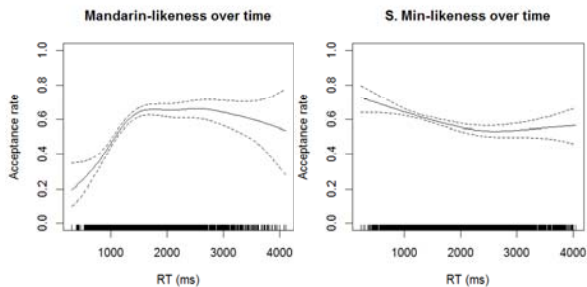 Mandarin-likeness over time
Acceptance rate
0.0 0.2 0.4 0.6 0.8 1.0
1000 2000 3000 4000
RT (ms)
S. Min-likeness over time
Acceptance rate
0.0 0.2 0.4 0.6 0.8 1.0
1000 2000 3000 4000
RT (ms)